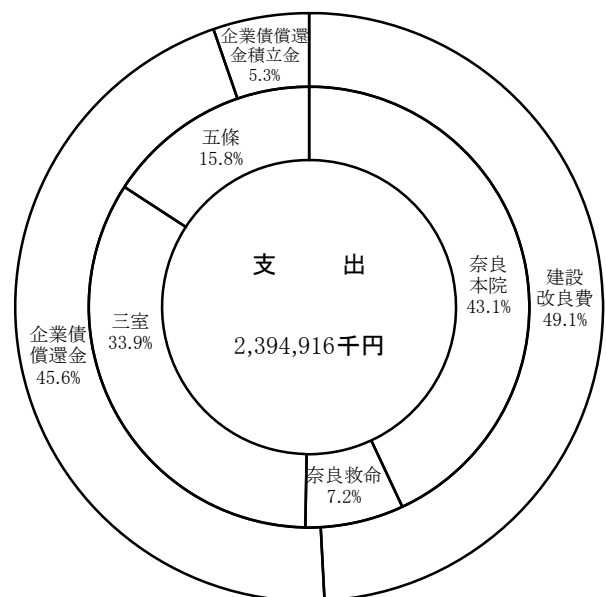 企業債償還
金積立金
5.3%
五條
15.8%
支　出
奈良
本院
43.1%
建設
改良費
49.1%
三室
33.9%
企業債
償還金
45.6%
2,394,916千円
奈良救命
7.2%